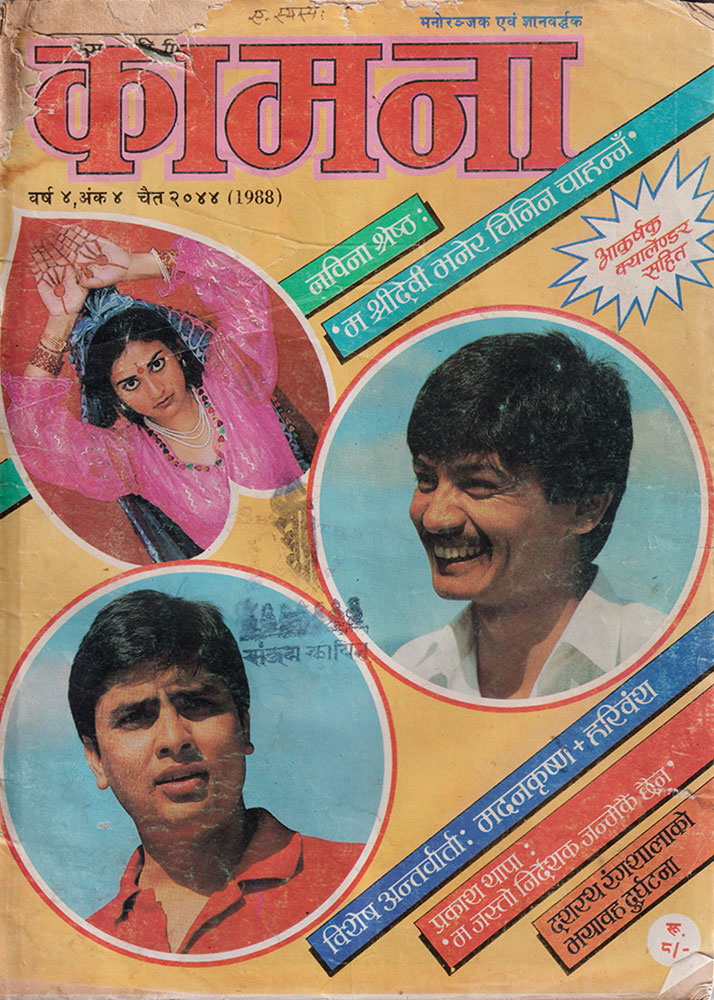 मनोरञ्जक एवं ज्ञानवर्द्धक
कामना
वर्ष ४, अंक ४ चैत २०४४ (1988)
नविना श्रेष्ठ :
'म श्रीदेवी भनेर चिनिन चाहन्नँ'
आकर्षक
क्यालेण्डर
सहित
विशेष अन्तर्वार्ता: मदनकृष्ण + हरिवंश
प्रकाश थापा :
'म जस्तो निर्देशक जन्मेकै छैन'
दशरथ रंगशालाको
भयावह दुर्घटना
रू.
८/-